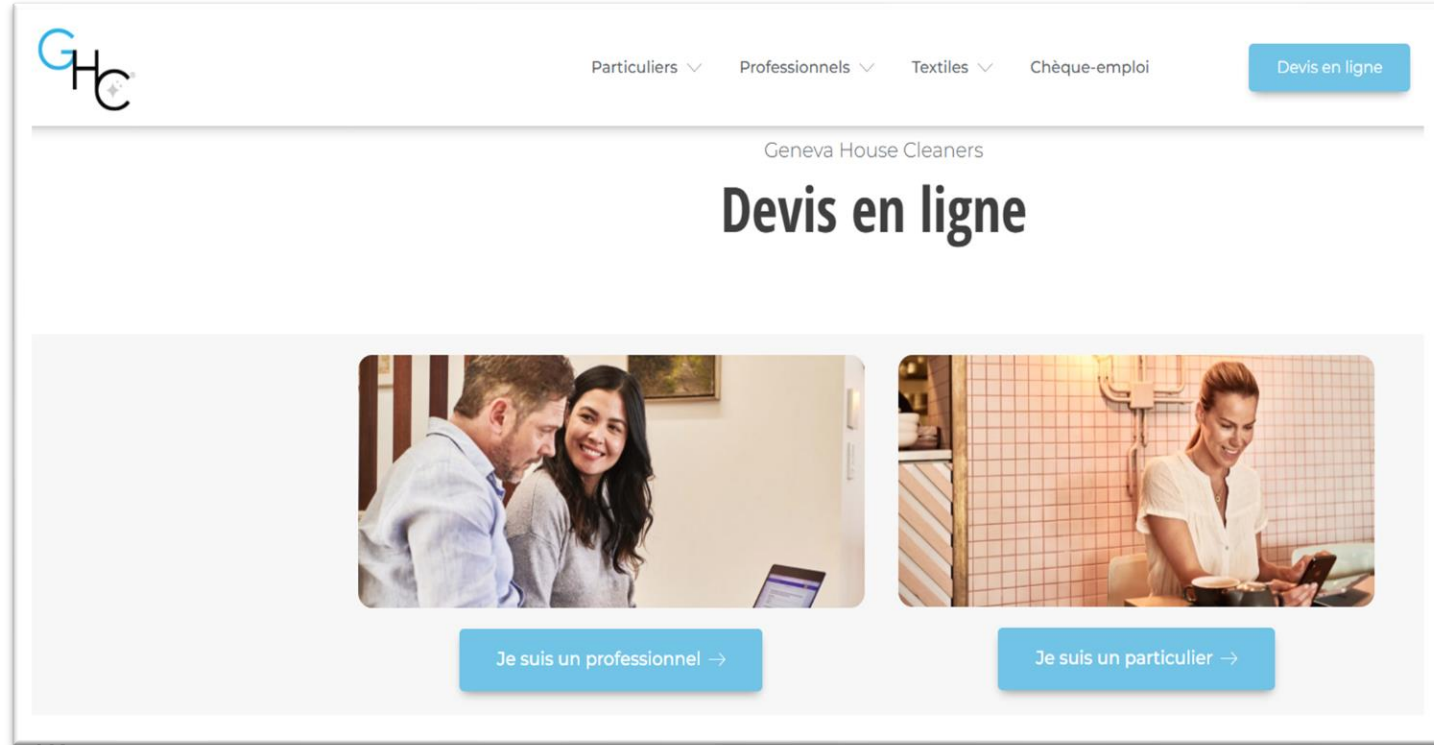 GHC
Particuliers
Professionnels
Textiles
Chèque-emploi
Devis en ligne
Geneva House Cleaners
Devis en ligne
Je suis un professionnel →
Je suis un particulier →